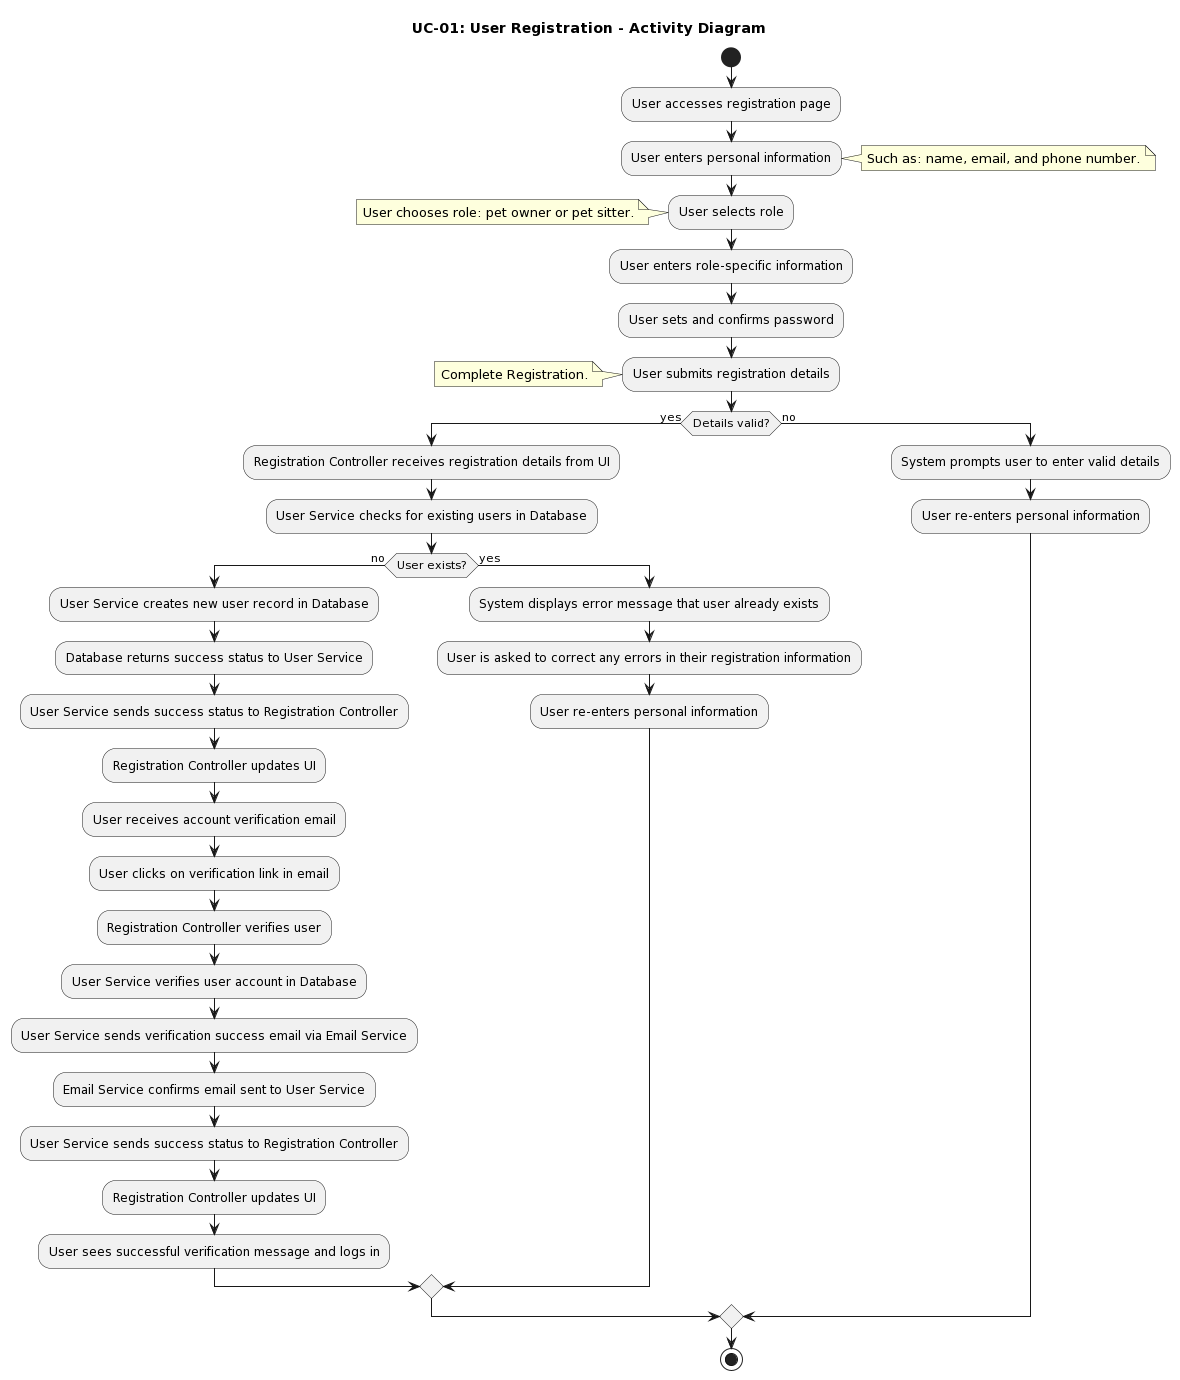 UC-01: User Registration - Activity Diagram
User accesses registration page
User enters personal information
Such as: name, email, and phone number.
User chooses role: pet owner or pet sitter.
User selects role
User enters role-specific information
User sets and confirms password
Complete Registration.
User submits registration details
yes
Details valid?
no
Registration Controller receives registration details from UI
System prompts user to enter valid details
User Service checks for existing users in Database
User re-enters personal information
no
User exists?
yes
User Service creates new user record in Database
System displays error message that user already exists
Database returns success status to User Service
User is asked to correct any errors in their registration information
User Service sends success status to Registration Controller
User re-enters personal information
Registration Controller updates UI
User receives account verification email
User clicks on verification link in email
Registration Controller verifies user
User Service verifies user account in Database
User Service sends verification success email via Email Service
Email Service confirms email sent to User Service
User Service sends success status to Registration Controller
Registration Controller updates UI
User sees successful verification message and logs in